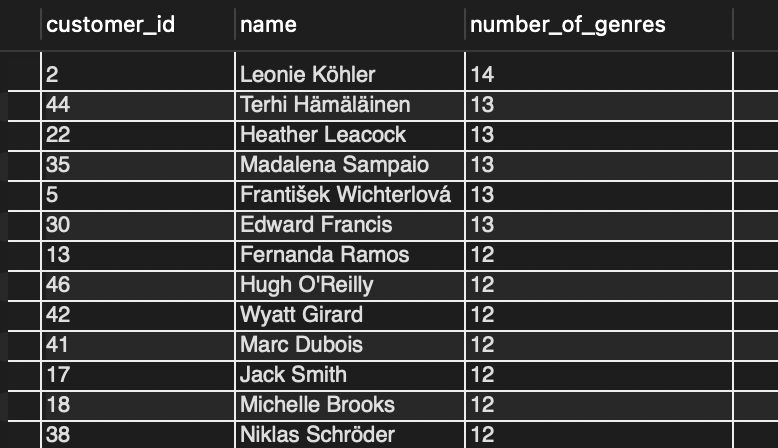 customer_id name number_of_genres
2 Leonie Köhler 14
44 Terhi Hämäläinen 13
22 Heather Leacock 13
35 Madalena Sampaio 13
5 František Wichterlová 13
30 Edward Francis 13
13 Fernanda Ramos 12
46 Hugh O'Reilly 12
42 Wyatt Girard 12
41 Marc Dubois 12
17 Jack Smith 12
18 Michelle Brooks 12
38 Niklas Schröder 12